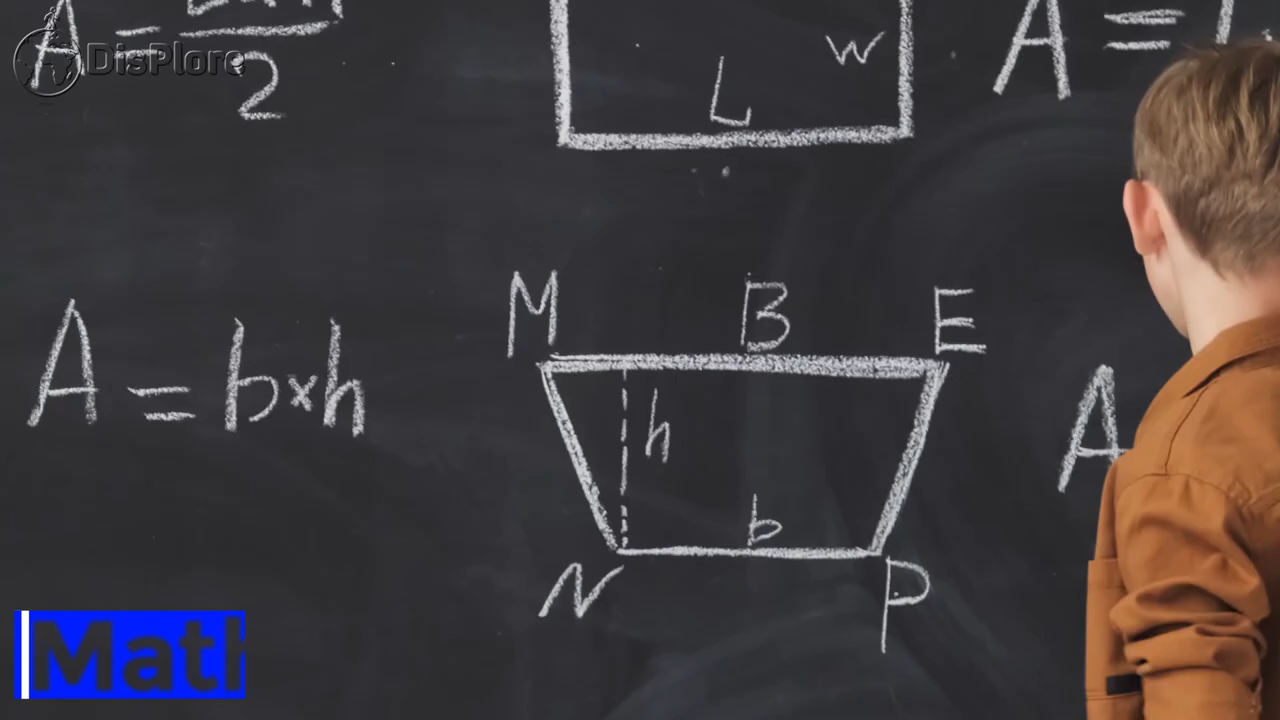 DisPlore
A =
2
W
L
A =
M B E
A = b×h
h
A
b
N P
Mat